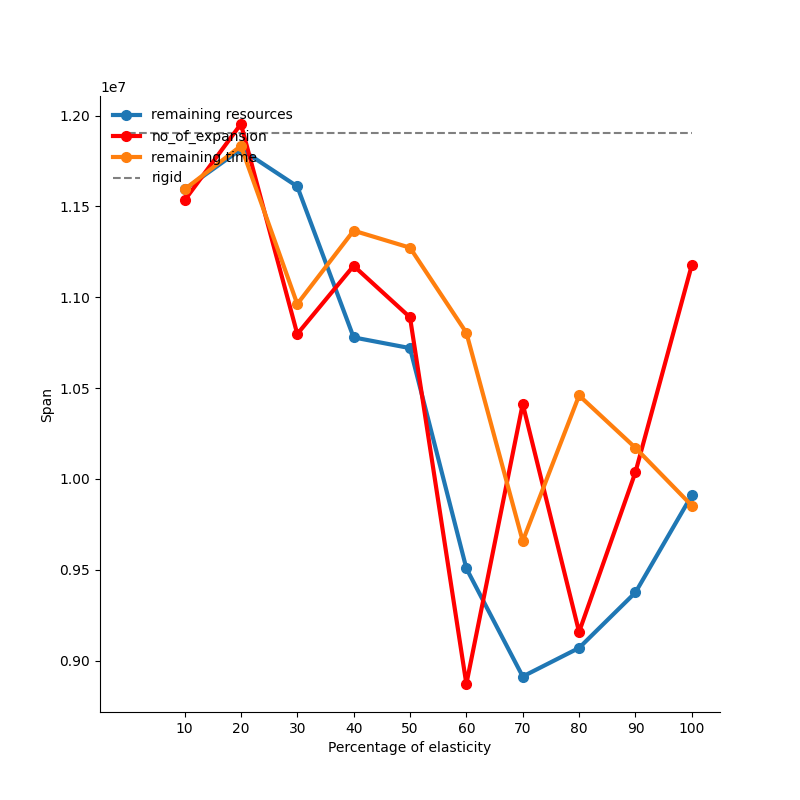 1e7
1.20
1.15
1.10
1.05
1.00
0.95
0.90
Span
remaining resources
no_of_expansion
remaining time
rigid
10 20 30 40 50 60 70 80 90 100
Percentage of elasticity